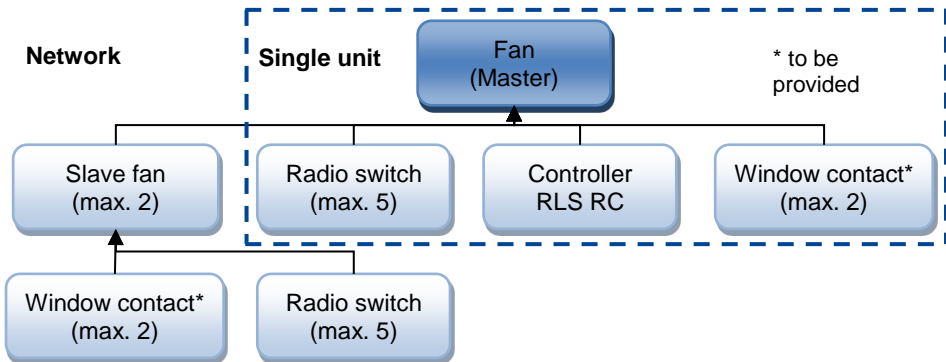 Network
Single unit
Fan
(Master)
* to be
provided
Slave fan
(max. 2)
Radio switch
(max. 5)
Controller
RLS RC
Window contact*
(max. 2)
Window contact*
(max. 2)
Radio switch
(max. 5)